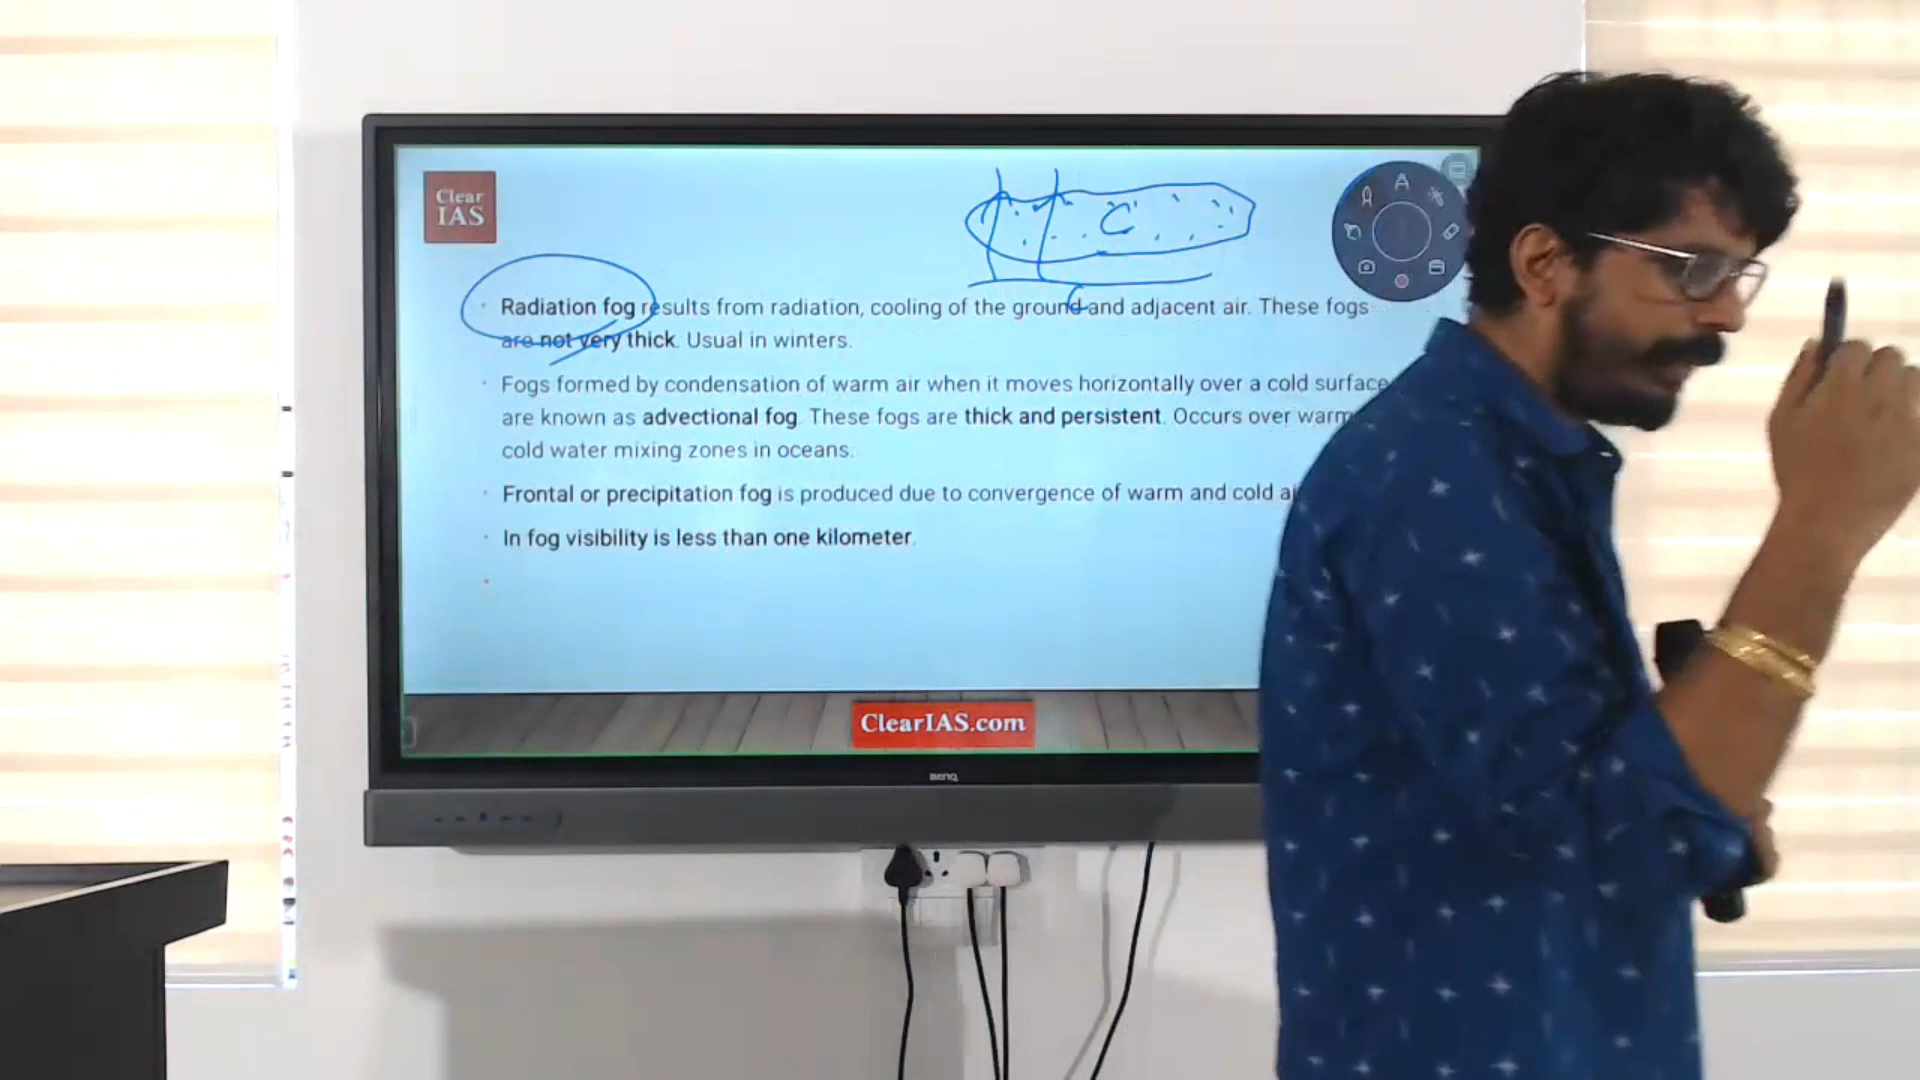 Clear
IAS
C
Radiation fog results from radiation, cooling of the ground and adjacent air. These fogs
are not very thick. Usual in winters.
Fogs formed by condensation of warm air when it moves horizontally over a cold surface
are known as advectional fog. These fogs are thick and persistent. Occurs over warm
cold water mixing zones in oceans.
Frontal or precipitation fog is produced due to convergence of warm and cold
In fog visibility is less than one kilometer.
ClearIAS.com
BenQ